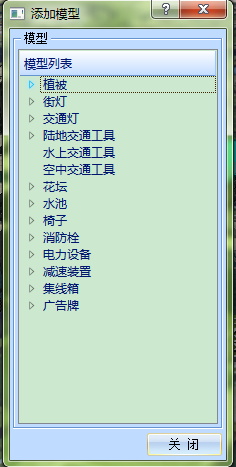 添加模型
模型
模型列表
植被
街灯
交通灯
陆地交通工具
水上交通工具
空中交通工具
花坛
水池
椅子
消防栓
电力设备
减速装置
集线箱
广告牌
关 闭